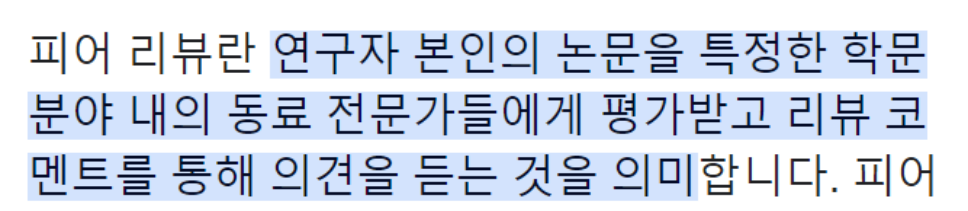 피어 리뷰란 연구자 본인의 논문을 특정한 학문
분야 내의 동료 전문가들에게 평가받고 리뷰 코
멘트를 통해 의견을 듣는 것을 의미합니다. 피어